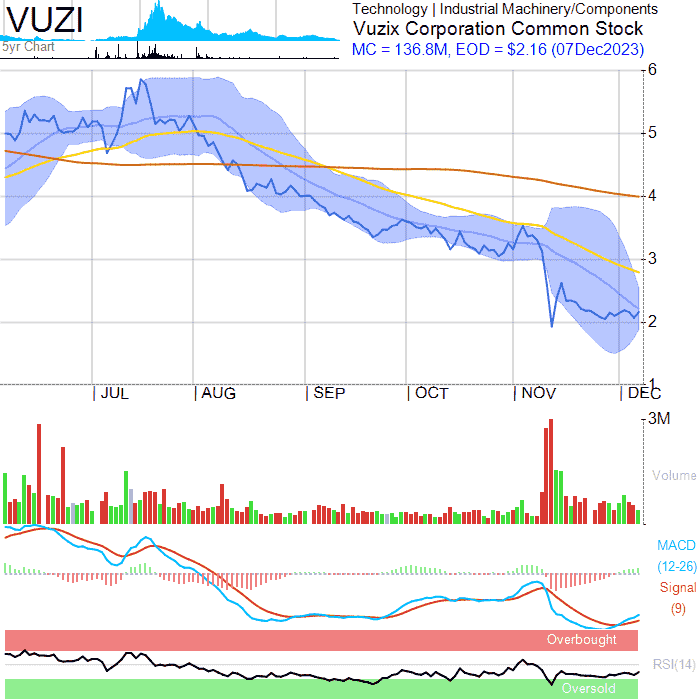 VUZI
5yr Chart
Technology | Industrial Machinery/Components
Vuzix Corporation Common Stock
MC = 136.8M, EOD = $2.16 (07Dec2023)
6
5
4
3
2
1
JUL AUG SEP OCT NOV DEC
3M
Volume
MACD
(12-26)
Signal
(9)
Overbought
RSI(14)
Oversold